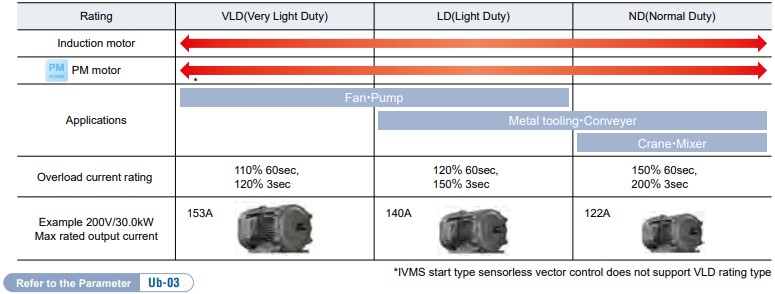 Rating VLD(Very Light Duty) LD(Light Duty) ND(Normal Duty)
Induction motor
PM PM motor
*
Fan・Pump
Applications Metal tooling・Conveyer
Crane・Mixer
Overload current rating 110% 60sec, 120% 60sec, 150% 60sec,
120% 3sec 150% 3sec 200% 3sec
Example 200V/30.0kW 153A 140A 122A
Max rated output current
*IVMS start type sensorless vector control does not support VLD rating type
Refer to the Parameter Ub-03